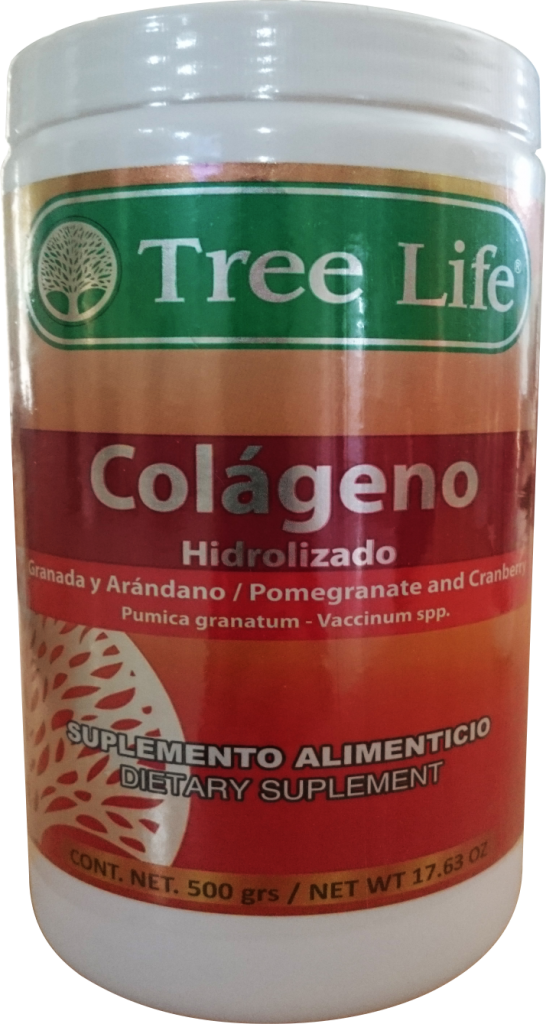 Tree Life®
Colágeno
Hidrolizado
Granada y Arándano / Pomegranate and Cranberry
Pumica granatum - Vaccinum spp.
SUPLEMENTO ALIMENTICIO
DIETARY SUPLEMENT
CONT. NET. 500 grs / NET WT 17.63 OZ